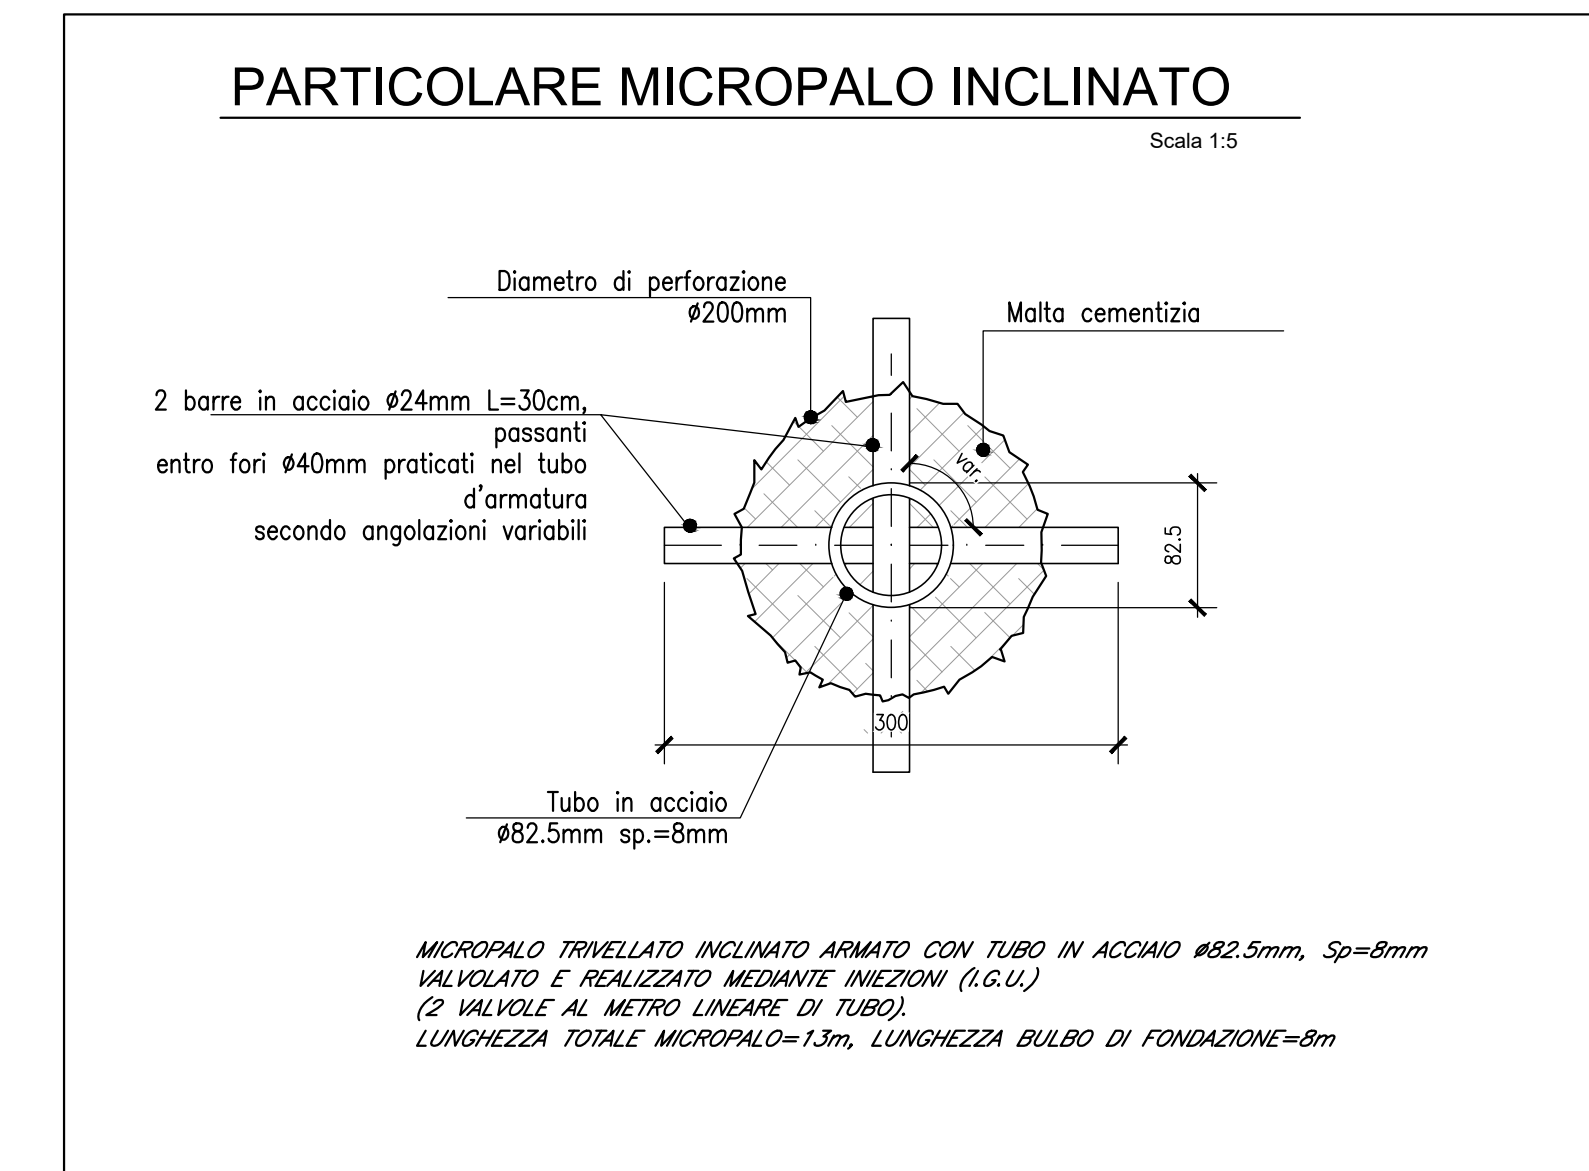 PARTICOLARE MICROPALO INCLINATO
Scala 1:5
Diametro di perforazione
ø200mm
Malta cementizia
2 barre in acciaio ø24mm L=30cm,
passanti
entro fori ø40mm praticati nel tubo
d'armatura
secondo angolazioni variabili
var.
82.5
300
Tubo in acciaio
ø82.5mm sp.=8mm
MICROPALO TRIVELLATO INCLINATO ARMATO CON TUBO IN ACCIAIO ø82.5mm, Sp=8mm
VALVOLATO E REALIZZATO MEDIANTE INIEZIONI (I.G.U.)
(2 VALVOLE AL METRO LINEARE DI TUBO).
LUNGHEZZA TOTALE MICROPALO=13m, LUNGHEZZA BULBO DI FONDAZIONE=8m